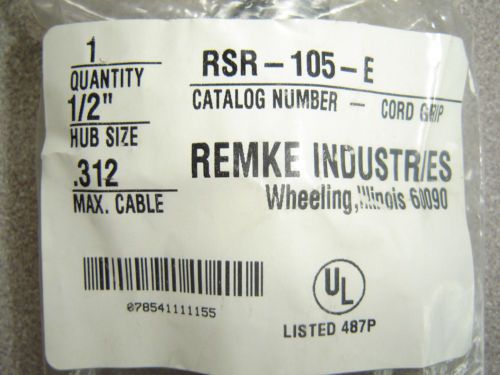 1
QUANTITY
1/2"
HUB SIZE
.312
MAX. CABLE
RSR-105-E
CATALOG NUMBER - CORD GRIP
REMKE INDUSTRIES
Wheeling, Illinois 60090
078541111155
UL
LISTED 487P